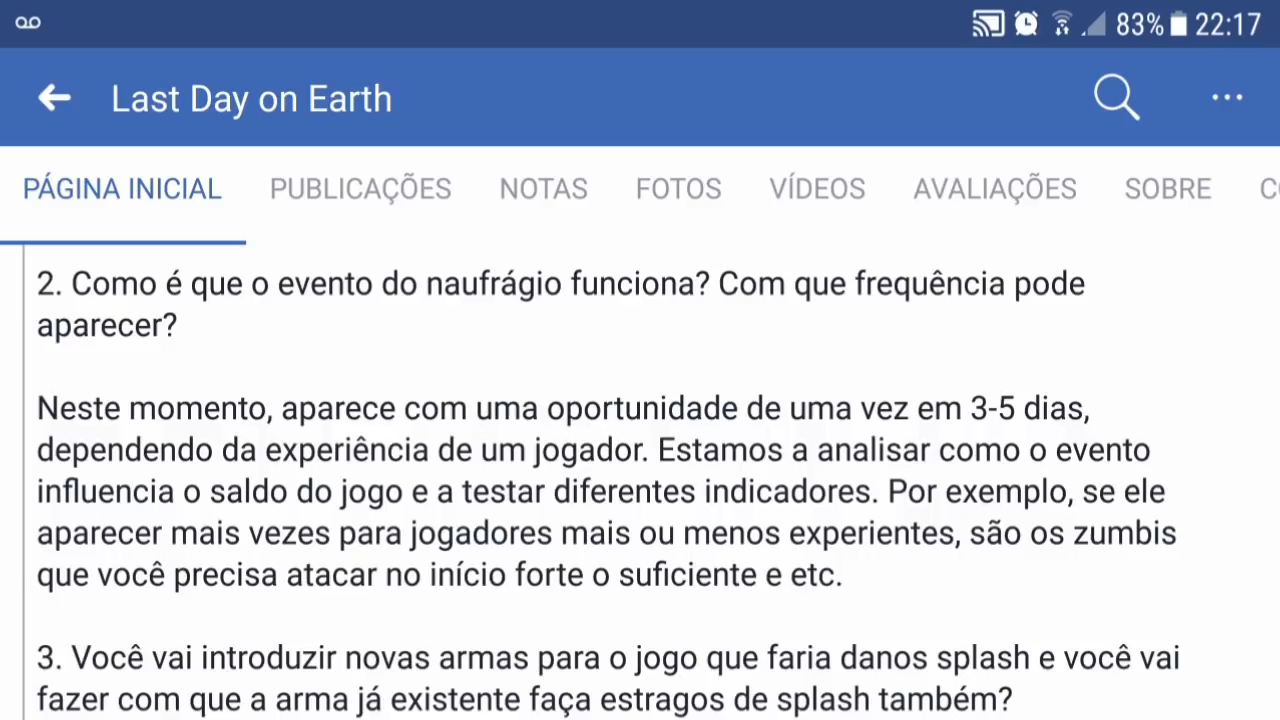 83% 22:17
Last Day on Earth
PÁGINA INICIAL PUBLICAÇÕES NOTAS FOTOS VÍDEOS AVALIAÇÕES SOBRE
2. Como é que o evento do naufrágio funciona? Com que frequência pode
aparecer?
Neste momento, aparece com uma oportunidade de uma vez em 3-5 dias,
dependendo da experiência de um jogador. Estamos a analisar como o evento
influencia o saldo do jogo e a testar diferentes indicadores. Por exemplo, se ele
aparecer mais vezes para jogadores mais ou menos experientes, são os zumbis
que você precisa atacar no início forte o suficiente e etc.
3. Você vai introduzir novas armas para o jogo que faria danos splash e você vai
fazer com que a arma já existente faça estragos de splash também?